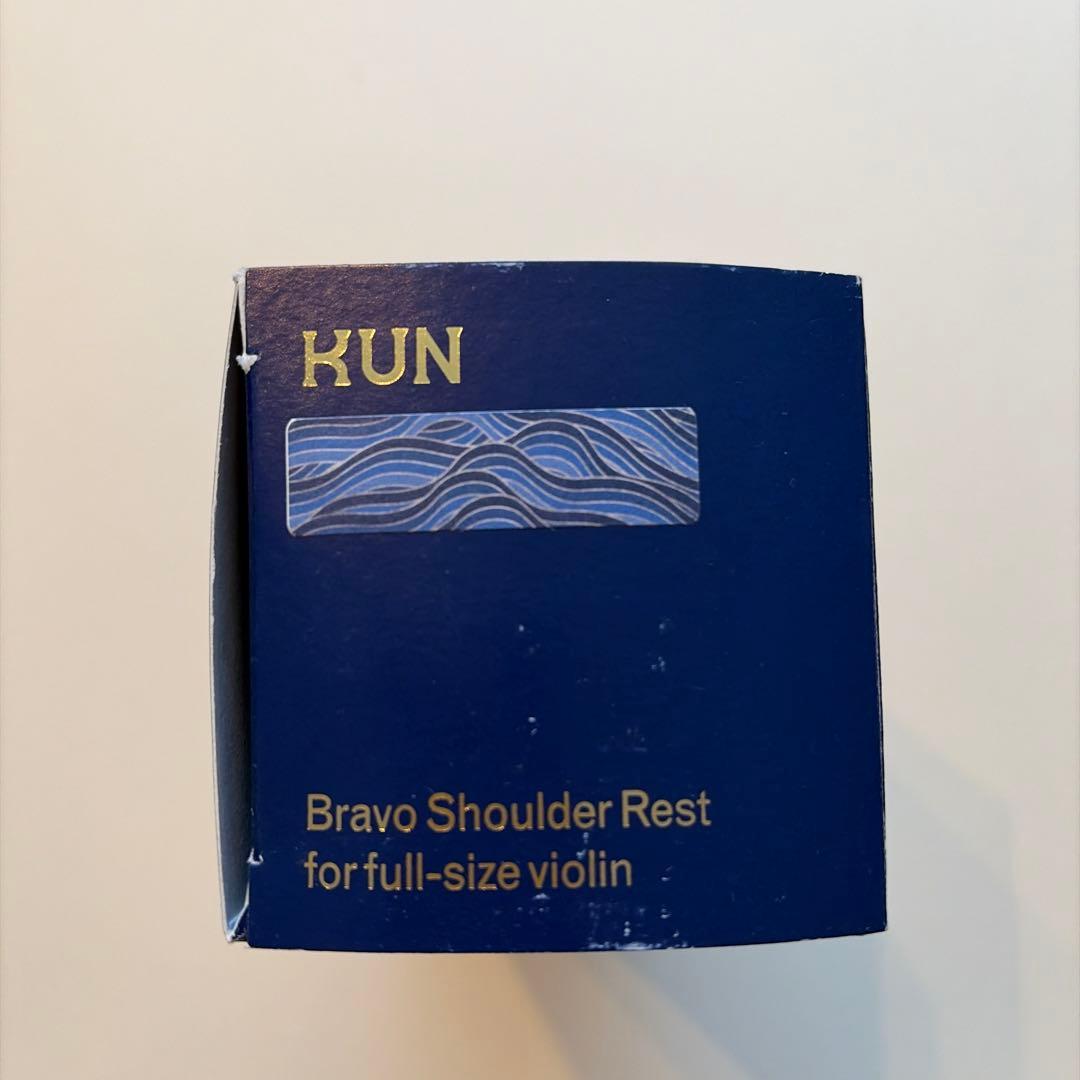 KUN
Bravo Shoulder Rest
for full-size violin